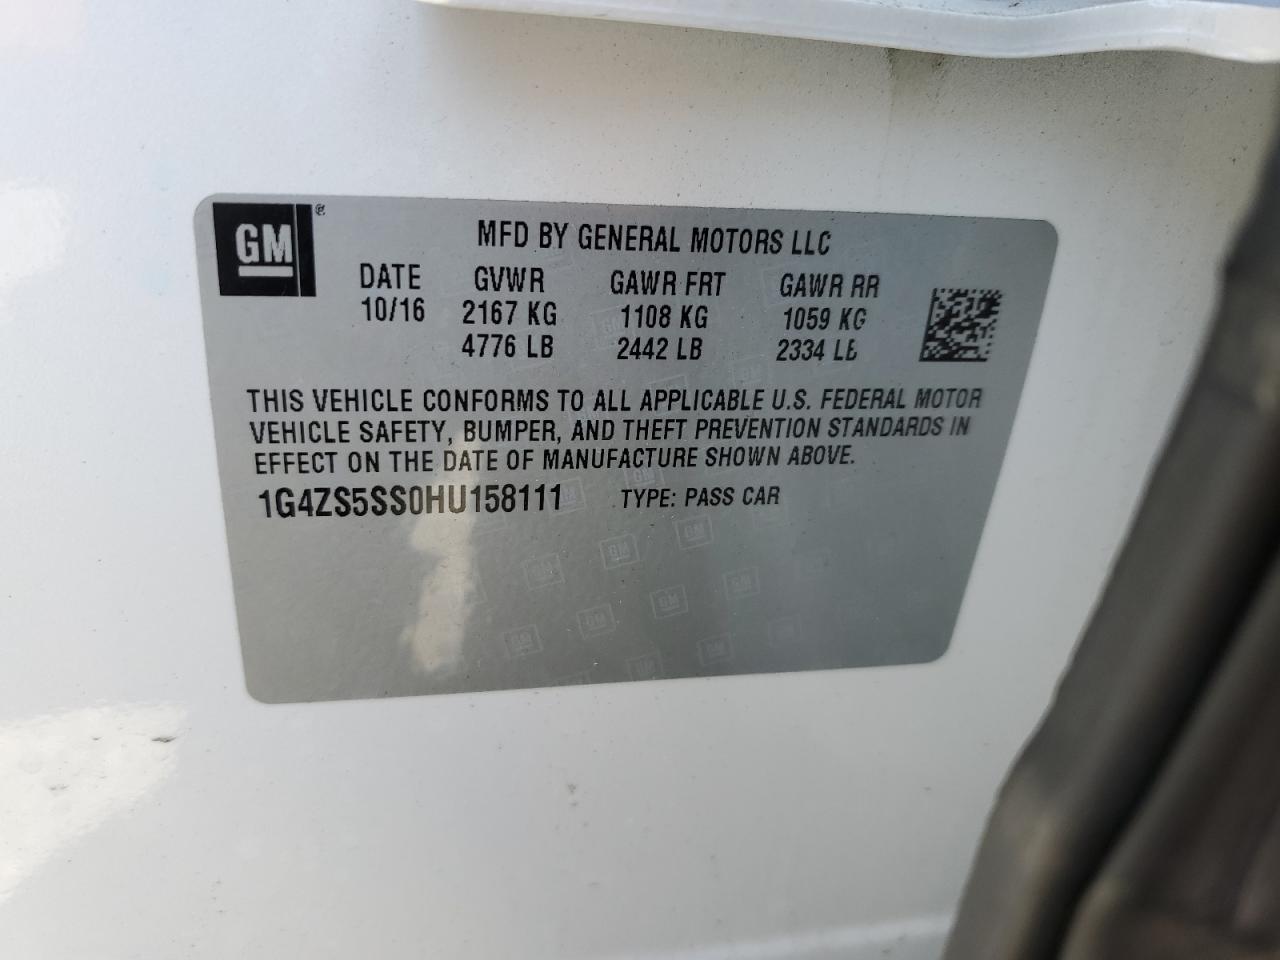 GM ®
MFD BY GENERAL MOTORS LLC
DATE GVWR GAWR FRT GAWR RR
10/16 2167 KG 1108 KG 1059 KG
4776 LB 2442 LB 2334 LB
THIS VEHICLE CONFORMS TO ALL APPLICABLE U.S. FEDERAL MOTOR
VEHICLE SAFETY, BUMPER, AND THEFT PREVENTION STANDARDS IN
EFFECT ON THE DATE OF MANUFACTURE SHOWN ABOVE.
1G4ZS5SS0HU158111 TYPE: PASS CAR